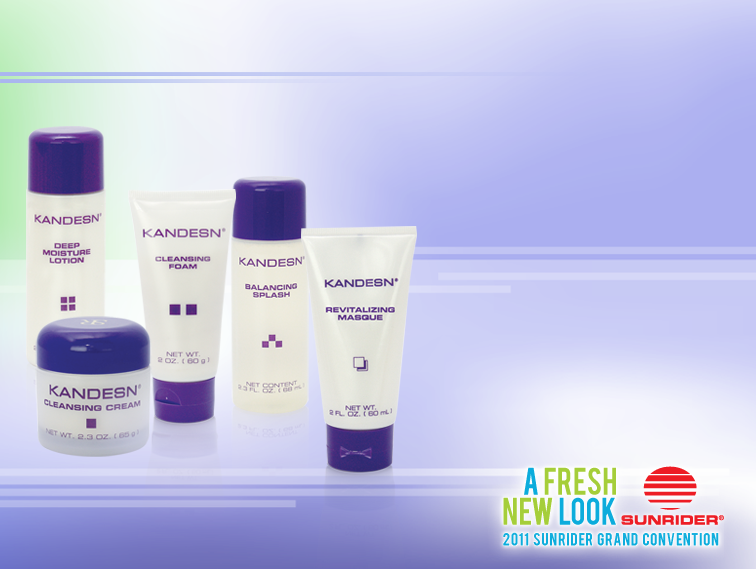 KANDESN®
DEEP
MOISTURE
LOTION
KANDESN®
CLEANSING
FOAM
NET WT.
2 OZ. ( 60 g )
KANDESN®
BALANCING
SPLASH
NET CONTENT
2.3 FL. OZ. ( 68 mL )
KANDESN®
REVITALIZING
MASQUE
NET WT.
2 FL. OZ. ( 60 mL )
KANDESN®
CLEANSING CREAM
NET WT. 2.3 OZ. ( 65 g )
A FRESH
NEW LOOK
SUNRIDER®
2011 SUNRIDER GRAND CONVENTION